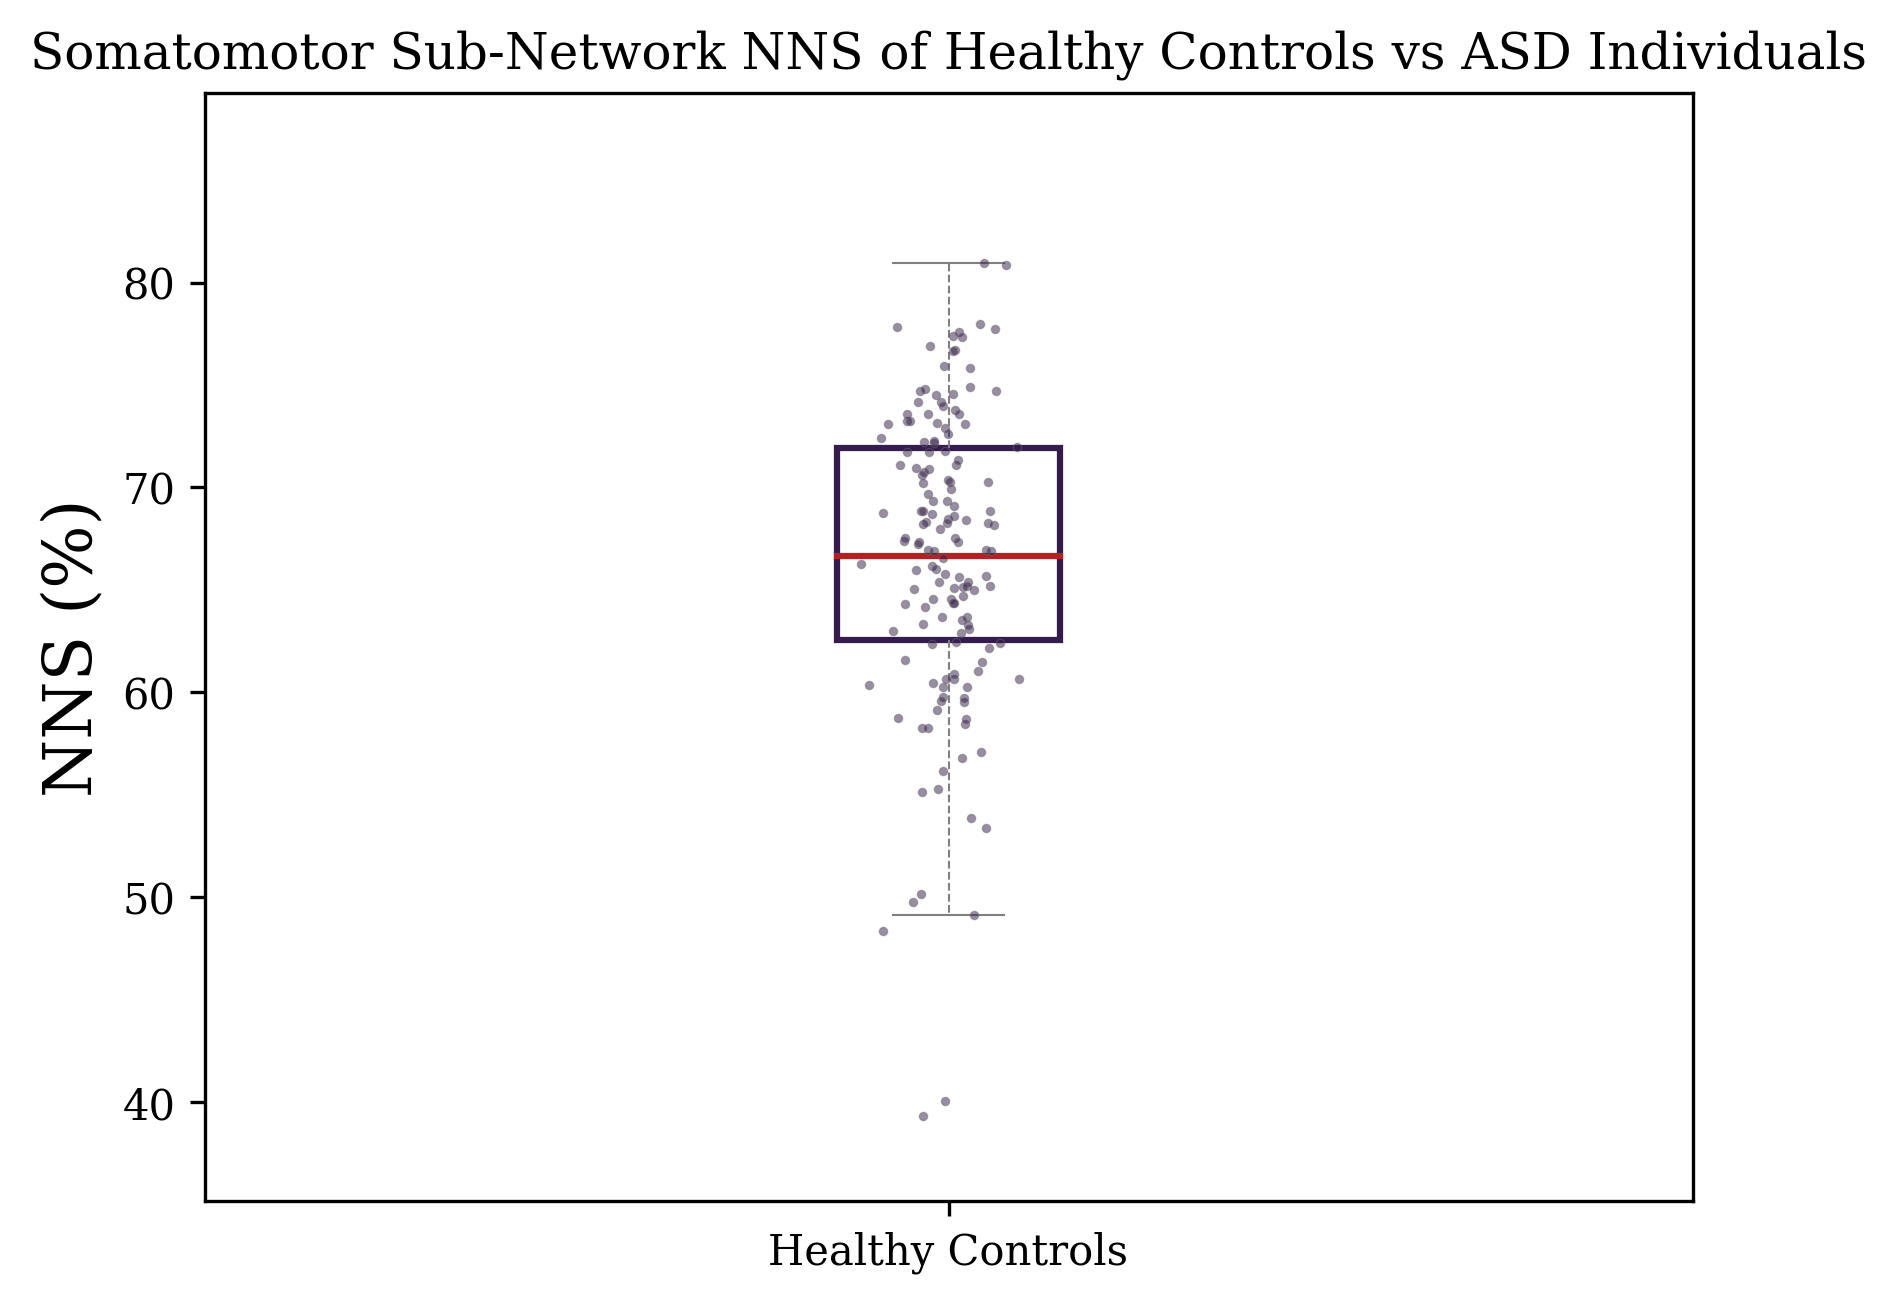 Somatomotor Sub-Network NNS of Healthy Controls vs ASD Individuals
NNS (%)
80
70
60
50
40
Healthy Controls